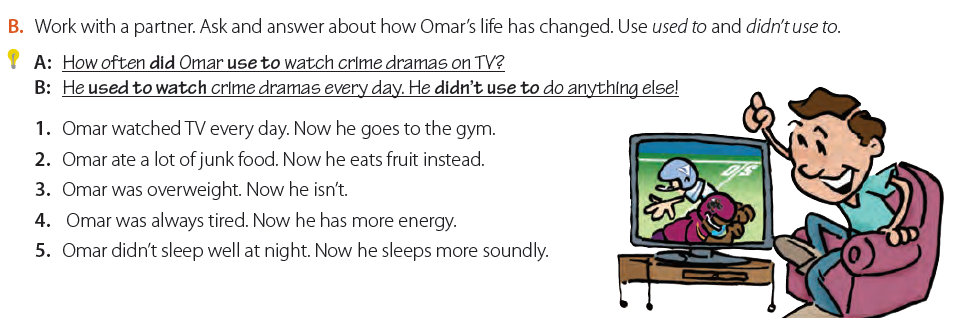 B. Work with a partner. Ask and answer about how Omar’s life has changed. Use used to and didn’t use to.
A: How often did Omar use to watch crime dramas on TV?
B: He used to watch crime dramas every day. He didn’t use to do anything else!
1. Omar watched TV every day. Now he goes to the gym.
2. Omar ate a lot of junk food. Now he eats fruit instead.
3. Omar was overweight. Now he isn’t.
4. Omar was always tired. Now he has more energy.
5. Omar didn’t sleep well at night. Now he sleeps more soundly.